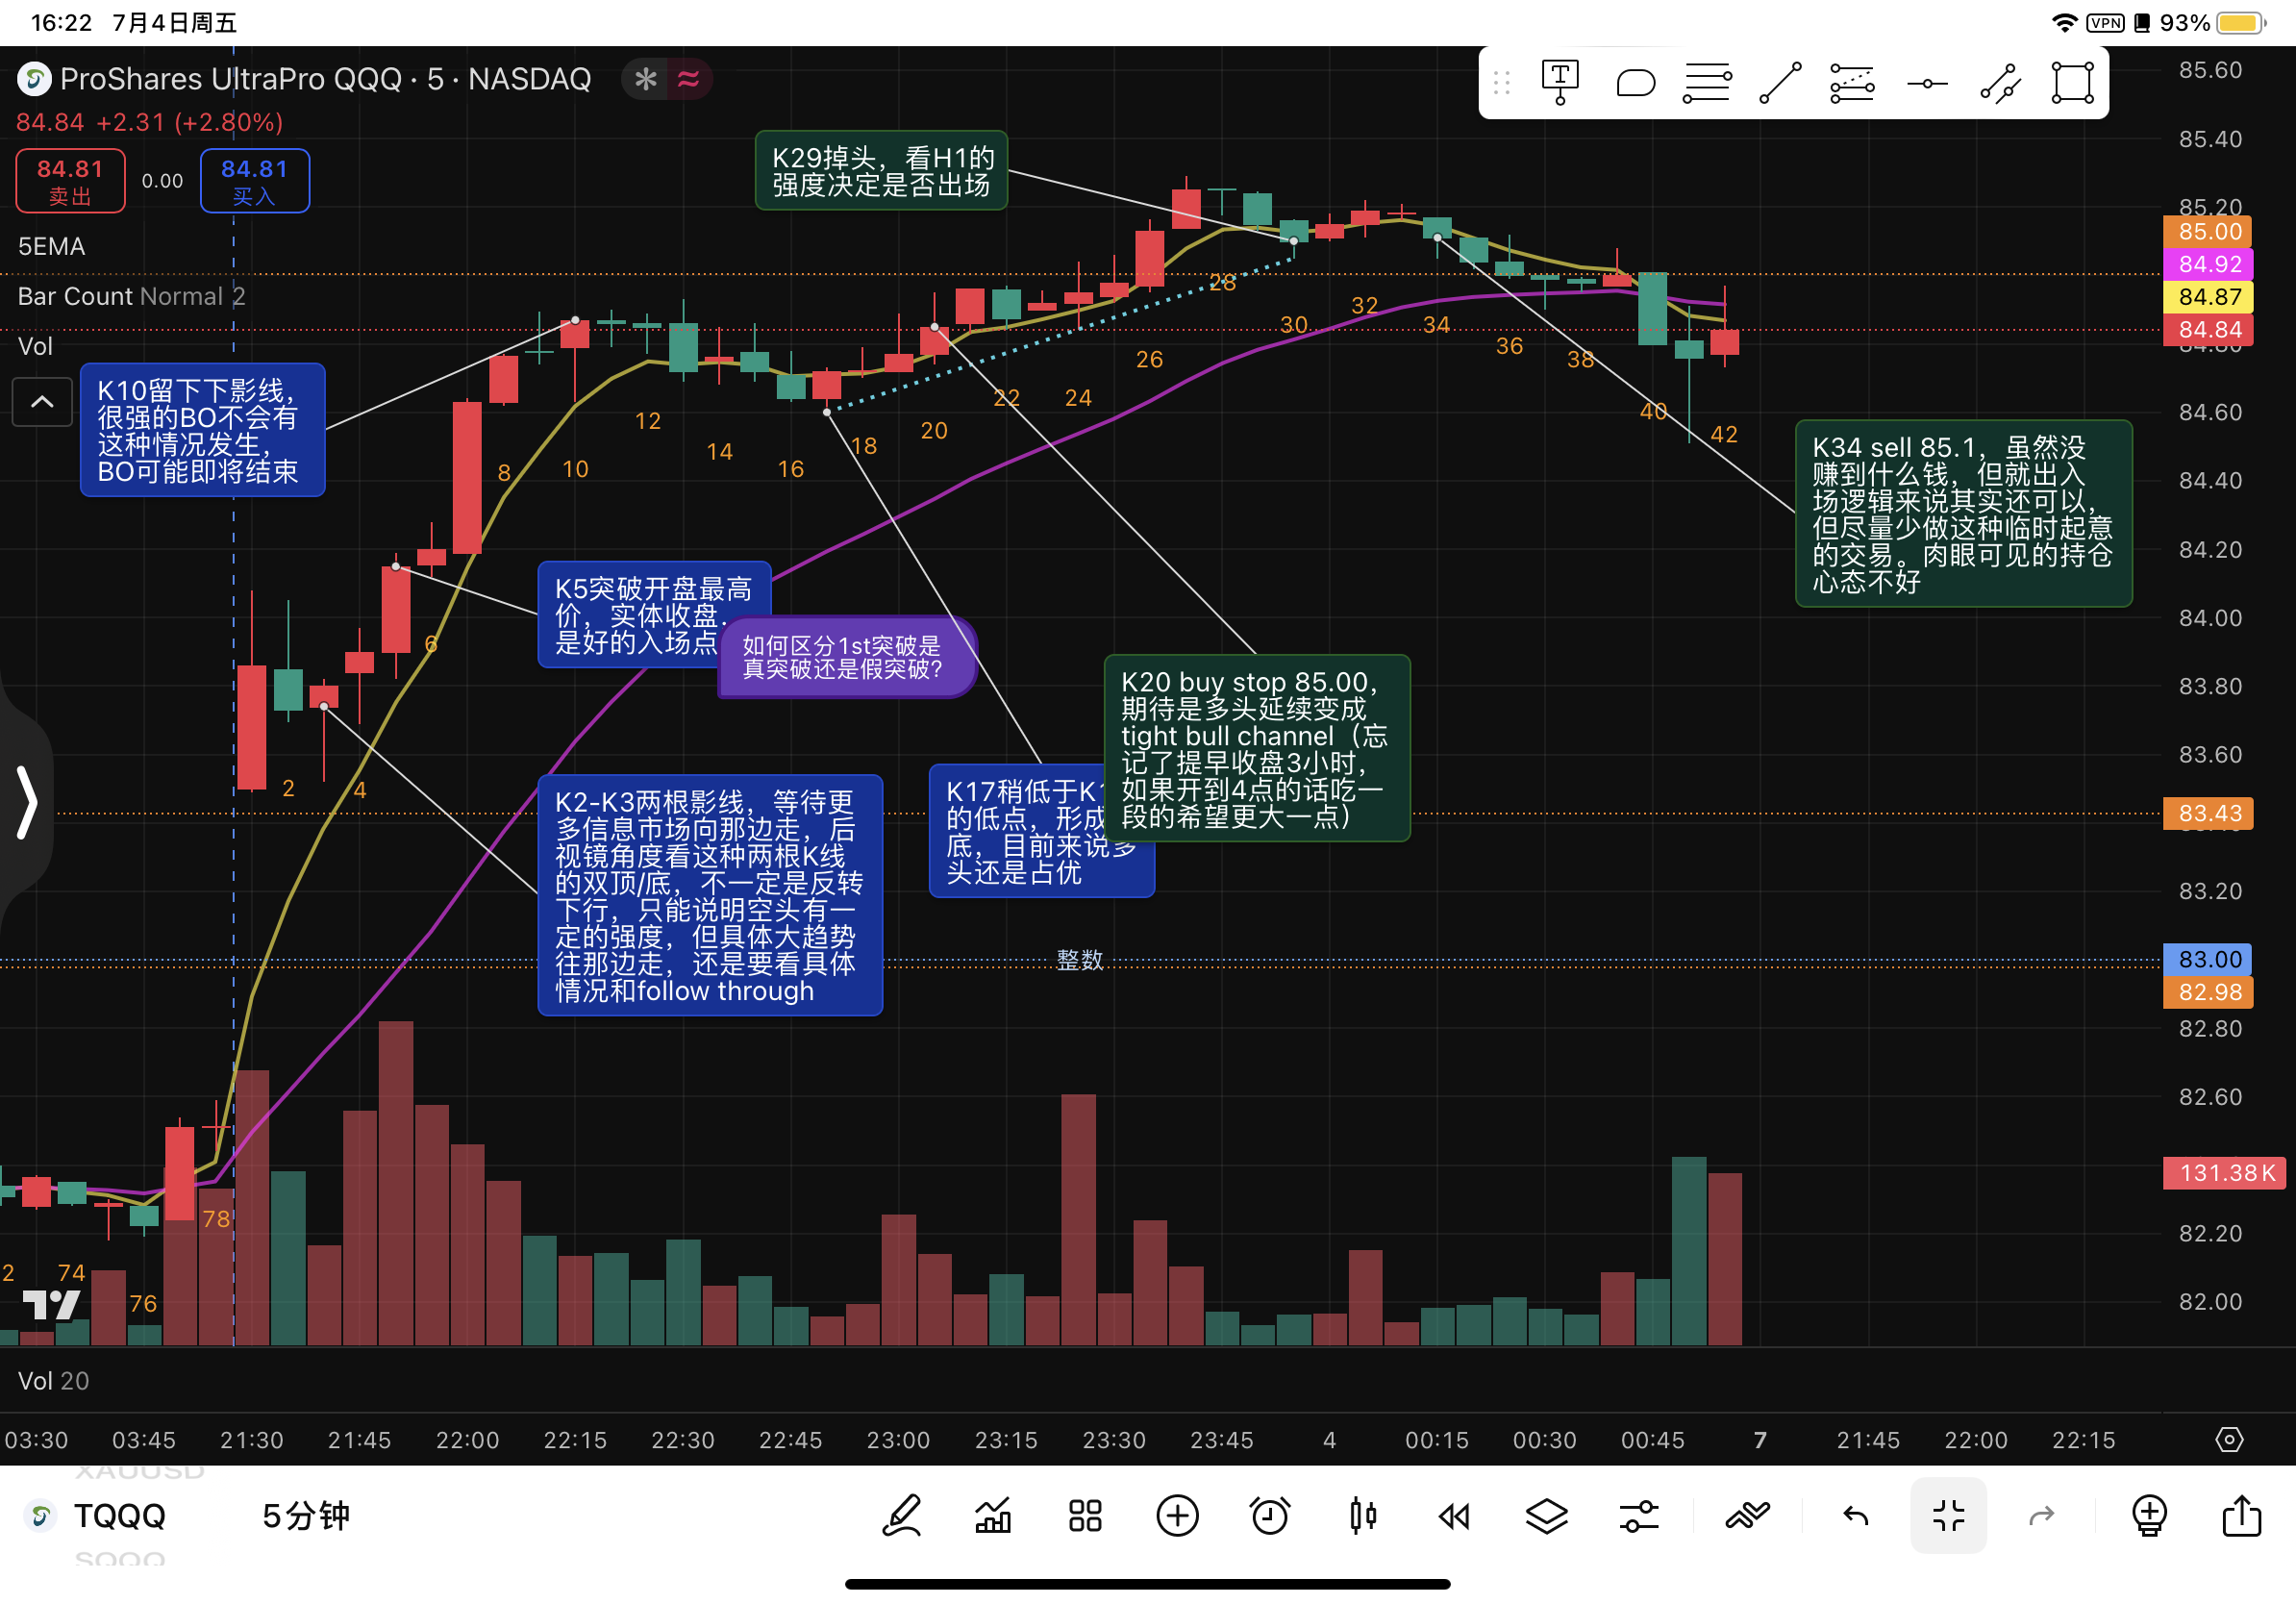 16:22 7月4日周五
VPN 93%
ProShares UltraPro QQQ · 5 · NASDAQ
84.84 +2.31 (+2.80%)
84.81
卖出
0.00
84.81
买入
5EMA
Bar Count Normal 2
Vol
K10留下下影线，
很强的BO不会有
这种情况发生，
BO可能即将结束
K29掉头，看H1的
强度决定是否出场
K34 sell 85.1，虽然没
赚到什么钱，但就出入
场逻辑来说其实还可以，
但尽量少做这种临时起意
的交易。肉眼可见的持仓
心态不好
K5突破开盘最高
价，实体收盘.
是好的入场点
如何区分1st突破是
真突破还是假突破？
K20 buy stop 85.00，
期待是多头延续变成
tight bull channel（忘
记了提早收盘3小时，
如果开到4点的话吃一
段的希望更大一点）
K2-K3两根影线，等待更
多信息市场向那边走，后
视镜角度看这种两根K线
的双顶/底，不一定是反转
下行，只能说明空头有一
定的强度，但具体大趋势
往那边走，还是要看具体
情况和follow through
K17稍低于K1
的低点，形成
底，目前来说多
头还是占优
整数
2
74
76
78
2
4
6
8
10
12
14
16
18
20
22
24
26
28
30
32
34
36
38
40
42
85.60
85.40
85.20
85.00
84.92
84.87
84.84
84.80
84.60
84.40
84.20
84.00
83.80
83.60
83.43
83.20
83.00
82.98
82.80
82.60
131.38K
82.20
82.00
Vol 20
03:30 03:45 21:30 21:45 22:00 22:15 22:30 22:45 23:00 23:15 23:30 23:45 4 00:15 00:30 00:45 7 21:45 22:00 22:15
XAUUSD
TQQQ 5分钟
SQQQ